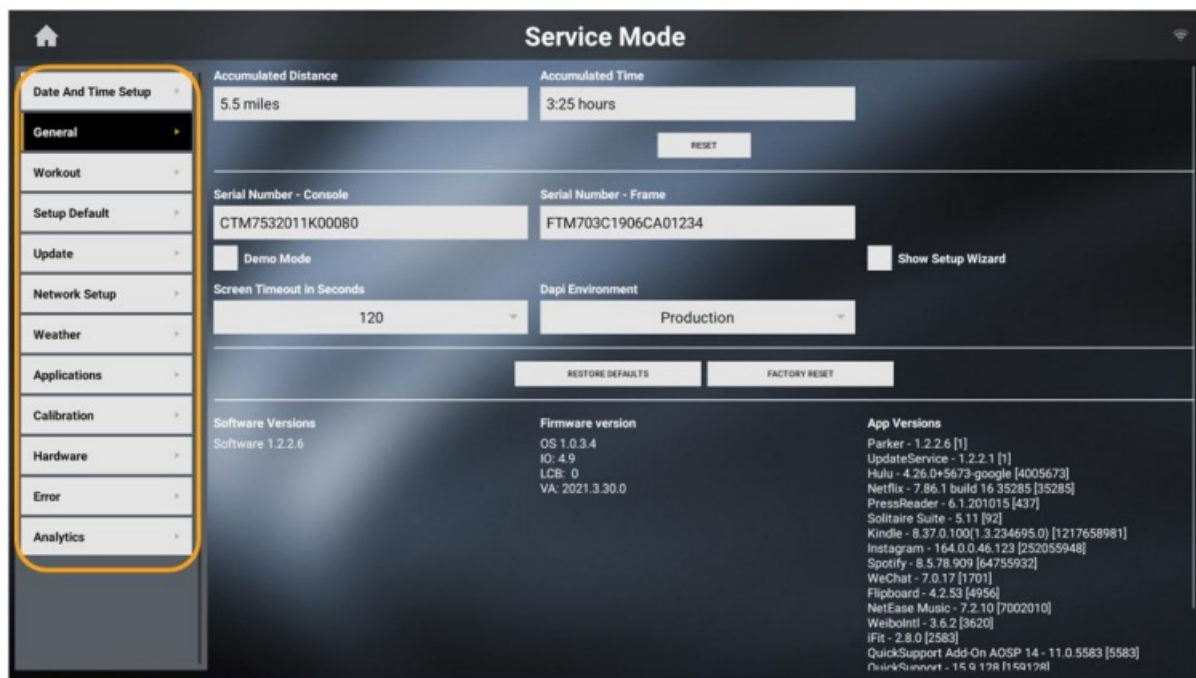 Service Mode
Date And Time Setup
General
Workout
Setup Default
Update
Network Setup
Weather
Applications
Calibration
Hardware
Error
Analytics
Accumulated Distance
5.5 miles
Accumulated Time
3:25 hours
RESET
Serial Number - Console
CTM7532011K00080
Serial Number - Frame
FTM703C1906CA01234
Demo Mode
Show Setup Wizard
Screen Timeout in Seconds
120
Dapi Environment
Production
RESTORE DEFAULTS
FACTORY RESET
Software Versions
Software 1.2.2.6
Firmware version
OS 1.0.3.4
IO: 4.9
LCB: 0
VA: 2021.3.30.0
App Versions
Parker - 1.2.2.6 [1]
UpdateService - 1.2.2.1 [1]
Hulu - 4.26.0+5673-google [4005673]
Netflix - 7.86.1 build 16 35285 [35285]
PressReader - 6.1.201015 [437]
Solitaire Suite - 5.11 [92]
Kindle - 8.37.0.100(1.3.234695.0) [1217658981]
Instagram - 164.0.0.46.123 [252055948]
Spotify - 8.5.78.909 [64755932]
WeChat - 7.0.17 [1701]
Flipboard - 4.2.53 [4956]
NetEase Music - 7.2.10 [7002010]
WeiboIntl - 3.6.2 [3620]
iFit - 2.8.0 [2583]
QuickSupport Add-On AOSP 14 - 11.0.5583 [5583]
QuickSupport - 15.9.128 [159128]